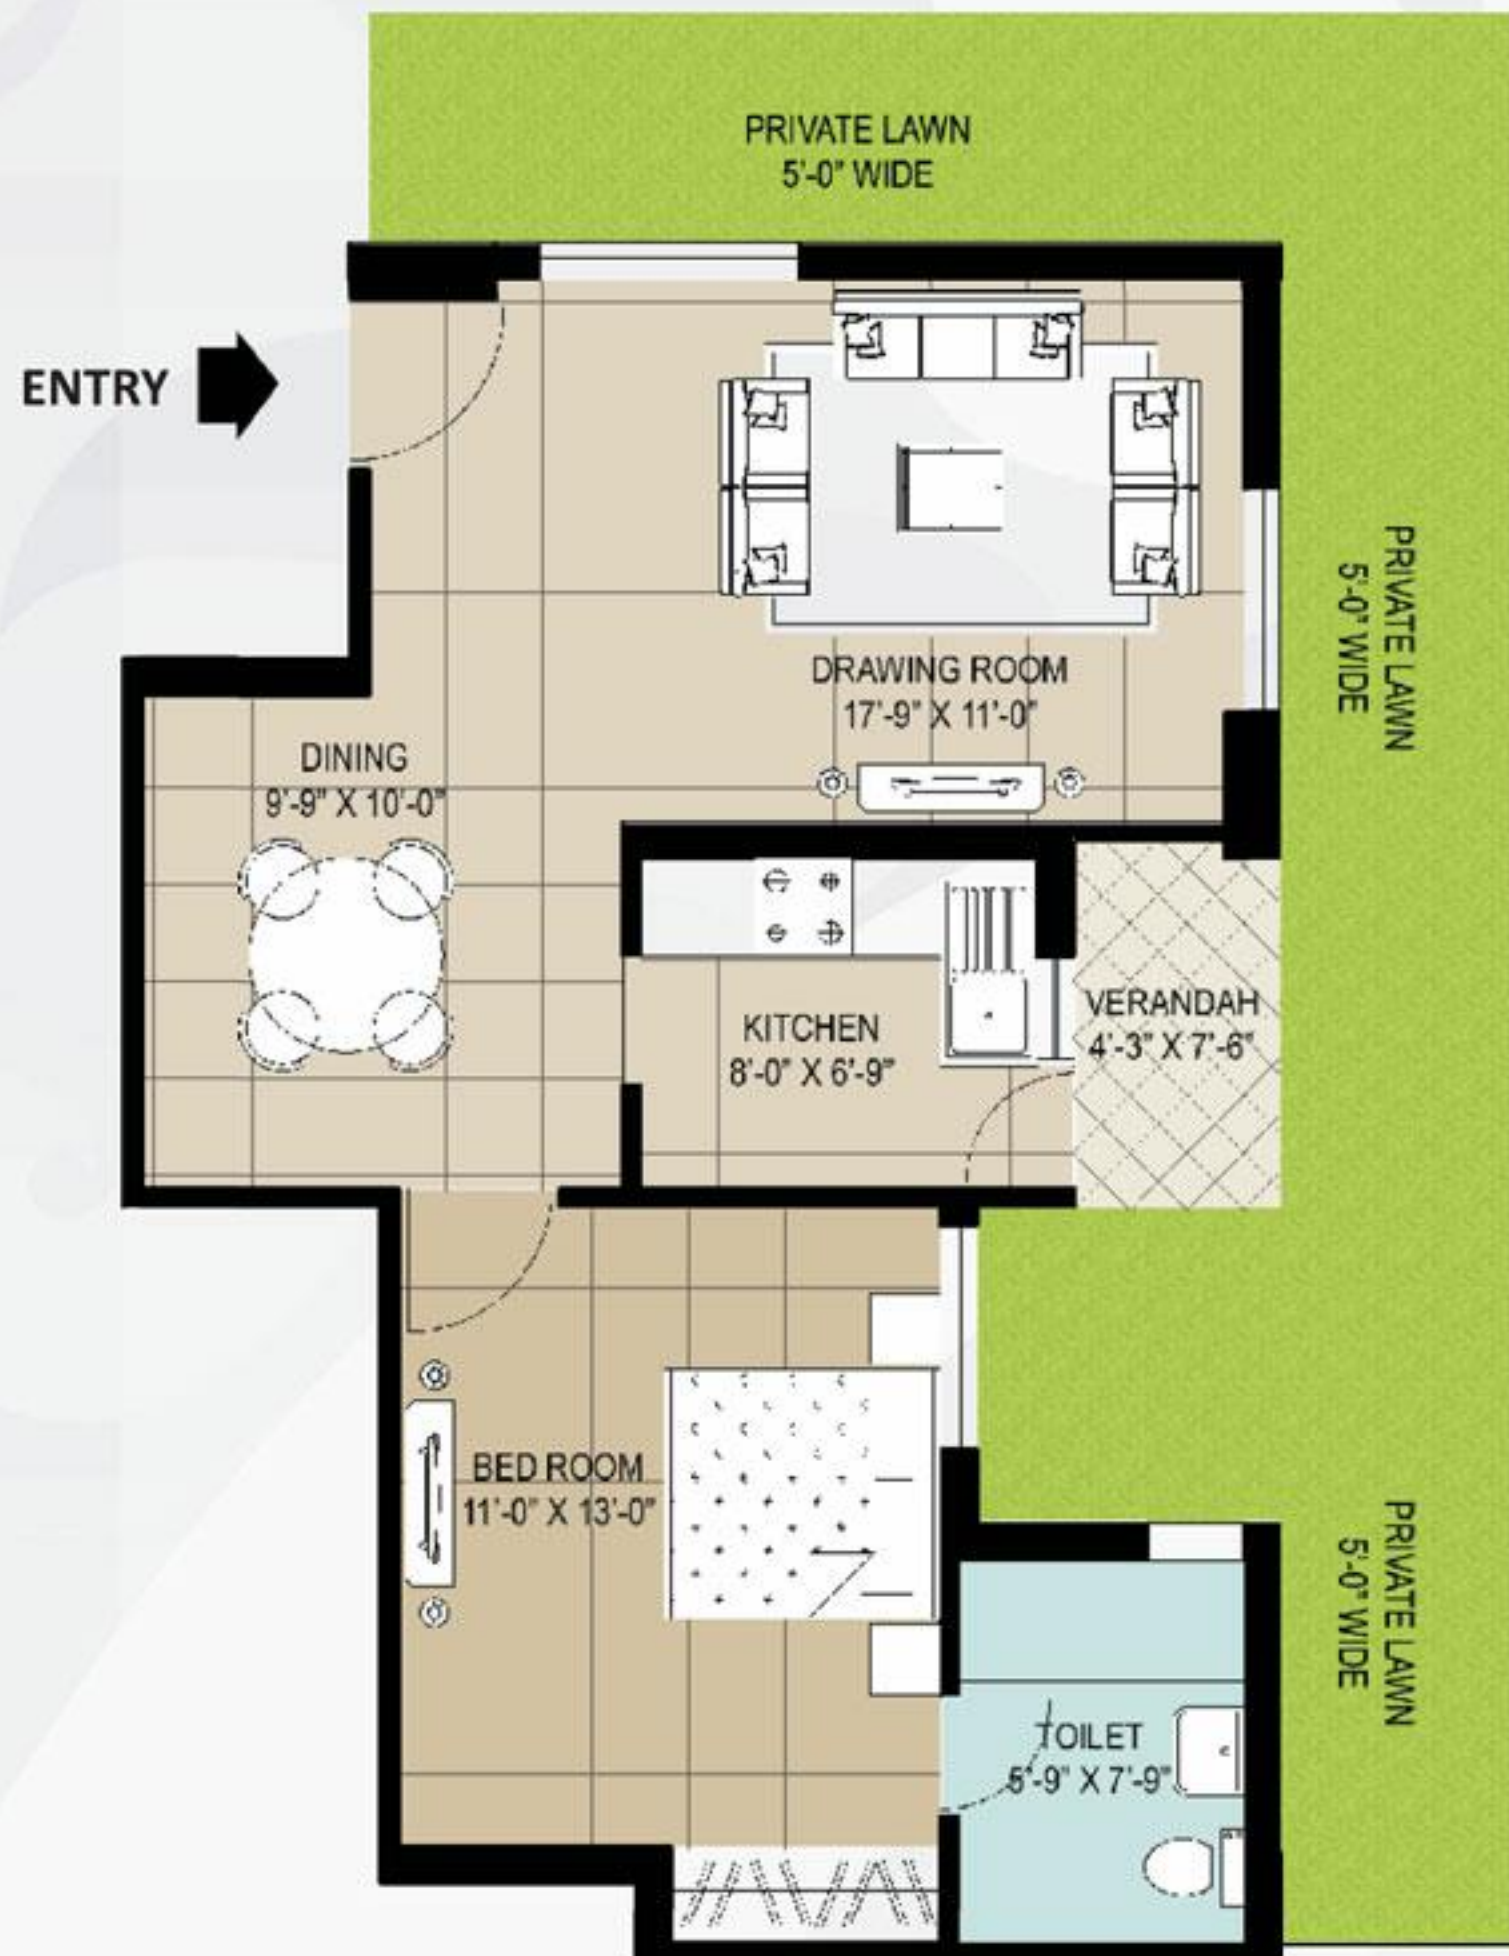 PRIVATE LAWN
5'-0" WIDE
ENTRY
PRIVATE LAWN
5'-0" WIDE
DRAWING ROOM
17'-9" X 11'-0"
DINING
9'-9" X 10'-0"
KITCHEN
8'-0" X 6'-9"
VERANDAH
4'-3" X 7'-6"
BED ROOM
11'-0" X 13'-0"
PRIVATE LAWN
5'-0" WIDE
TOILET
5'-9" X 7'-9"